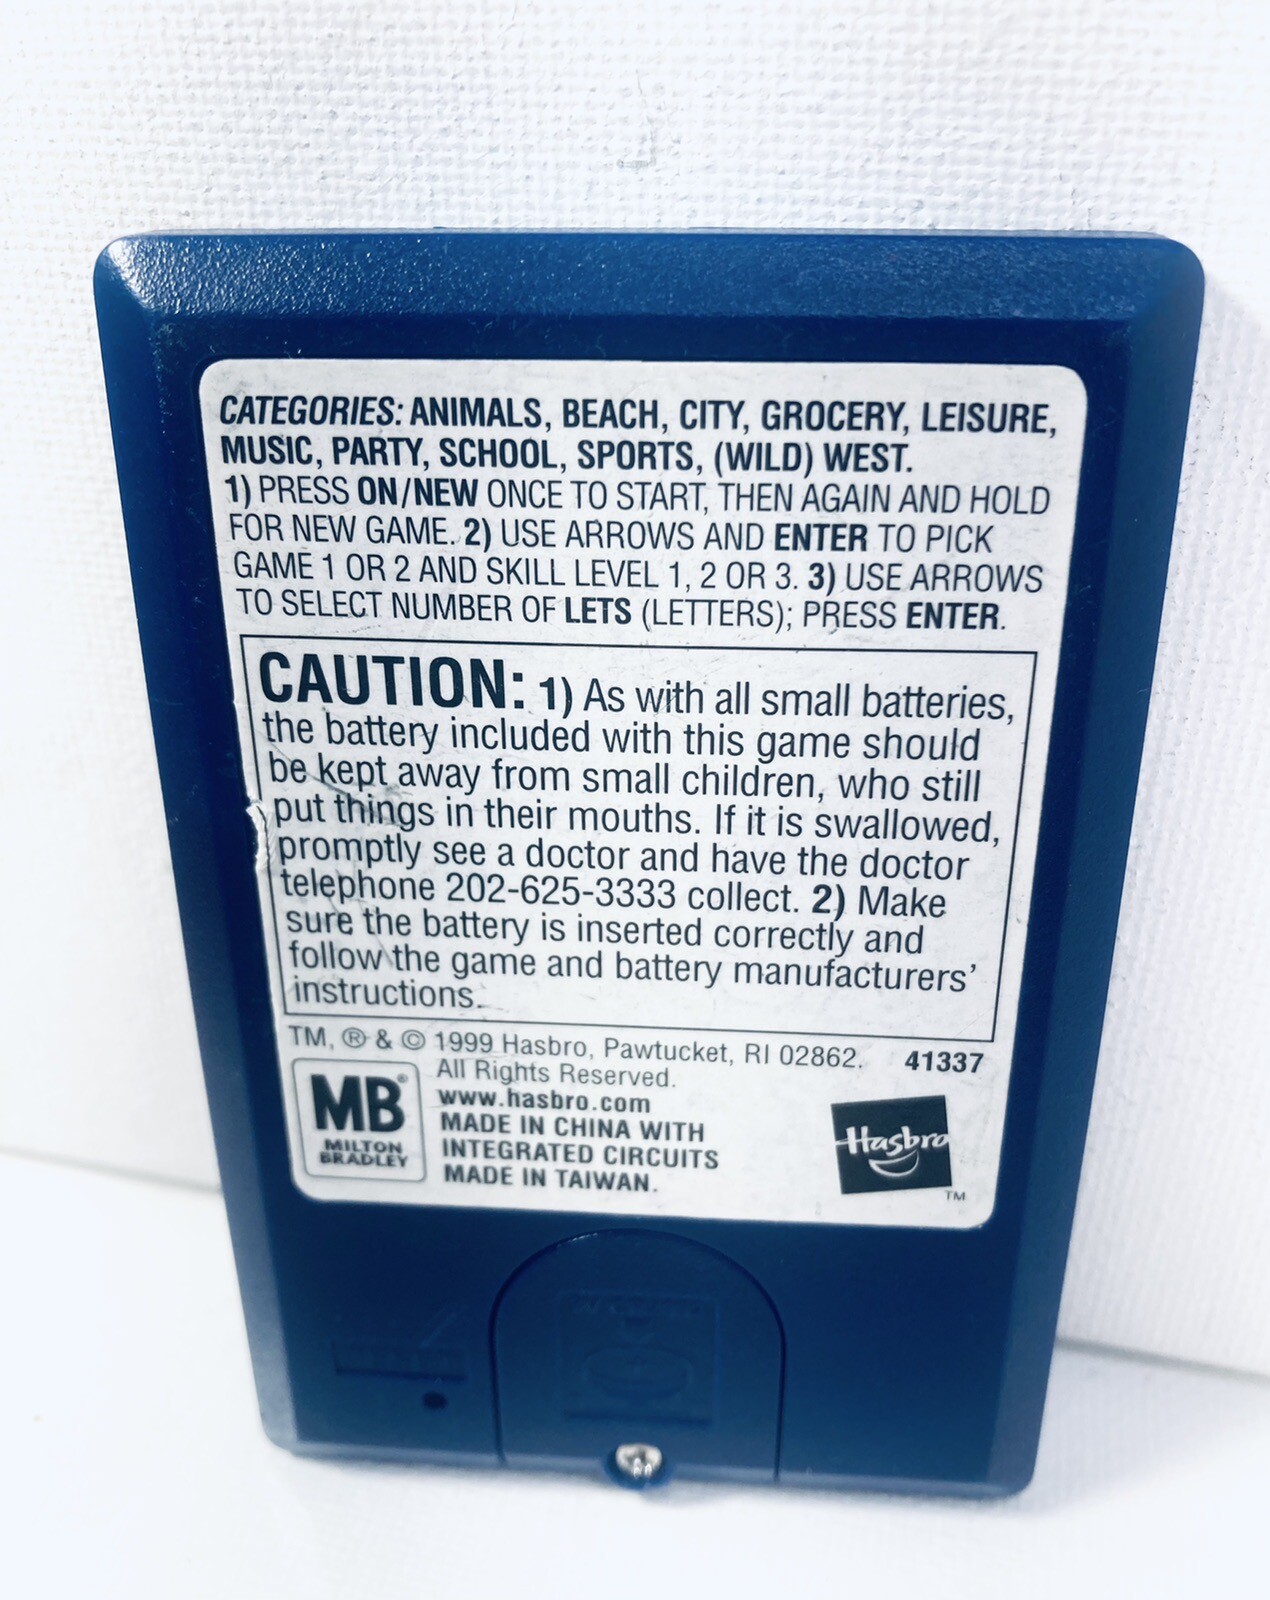 CATEGORIES: ANIMALS, BEACH, CITY, GROCERY, LEISURE,
MUSIC, PARTY, SCHOOL, SPORTS, (WILD) WEST.
1) PRESS ON/NEW ONCE TO START, THEN AGAIN AND HOLD
FOR NEW GAME. 2) USE ARROWS AND ENTER TO PICK
GAME 1 OR 2 AND SKILL LEVEL 1, 2 OR 3. 3) USE ARROWS
TO SELECT NUMBER OF LETS (LETTERS); PRESS ENTER.
CAUTION: 1) As with all small batteries,
the battery included with this game should
be kept away from small children, who still
put things in their mouths. If it is swallowed,
promptly see a doctor and have the doctor
telephone 202-625-3333 collect. 2) Make
sure the battery is inserted correctly and
follow the game and battery manufacturers'
instructions.
TM, ® & © 1999 Hasbro, Pawtucket, RI 02862. 41337
All Rights Reserved.
www.hasbro.com
MADE IN CHINA WITH
INTEGRATED CIRCUITS
MADE IN TAIWAN.
MB®
MILTON
BRADLEY
Hasbro
TM